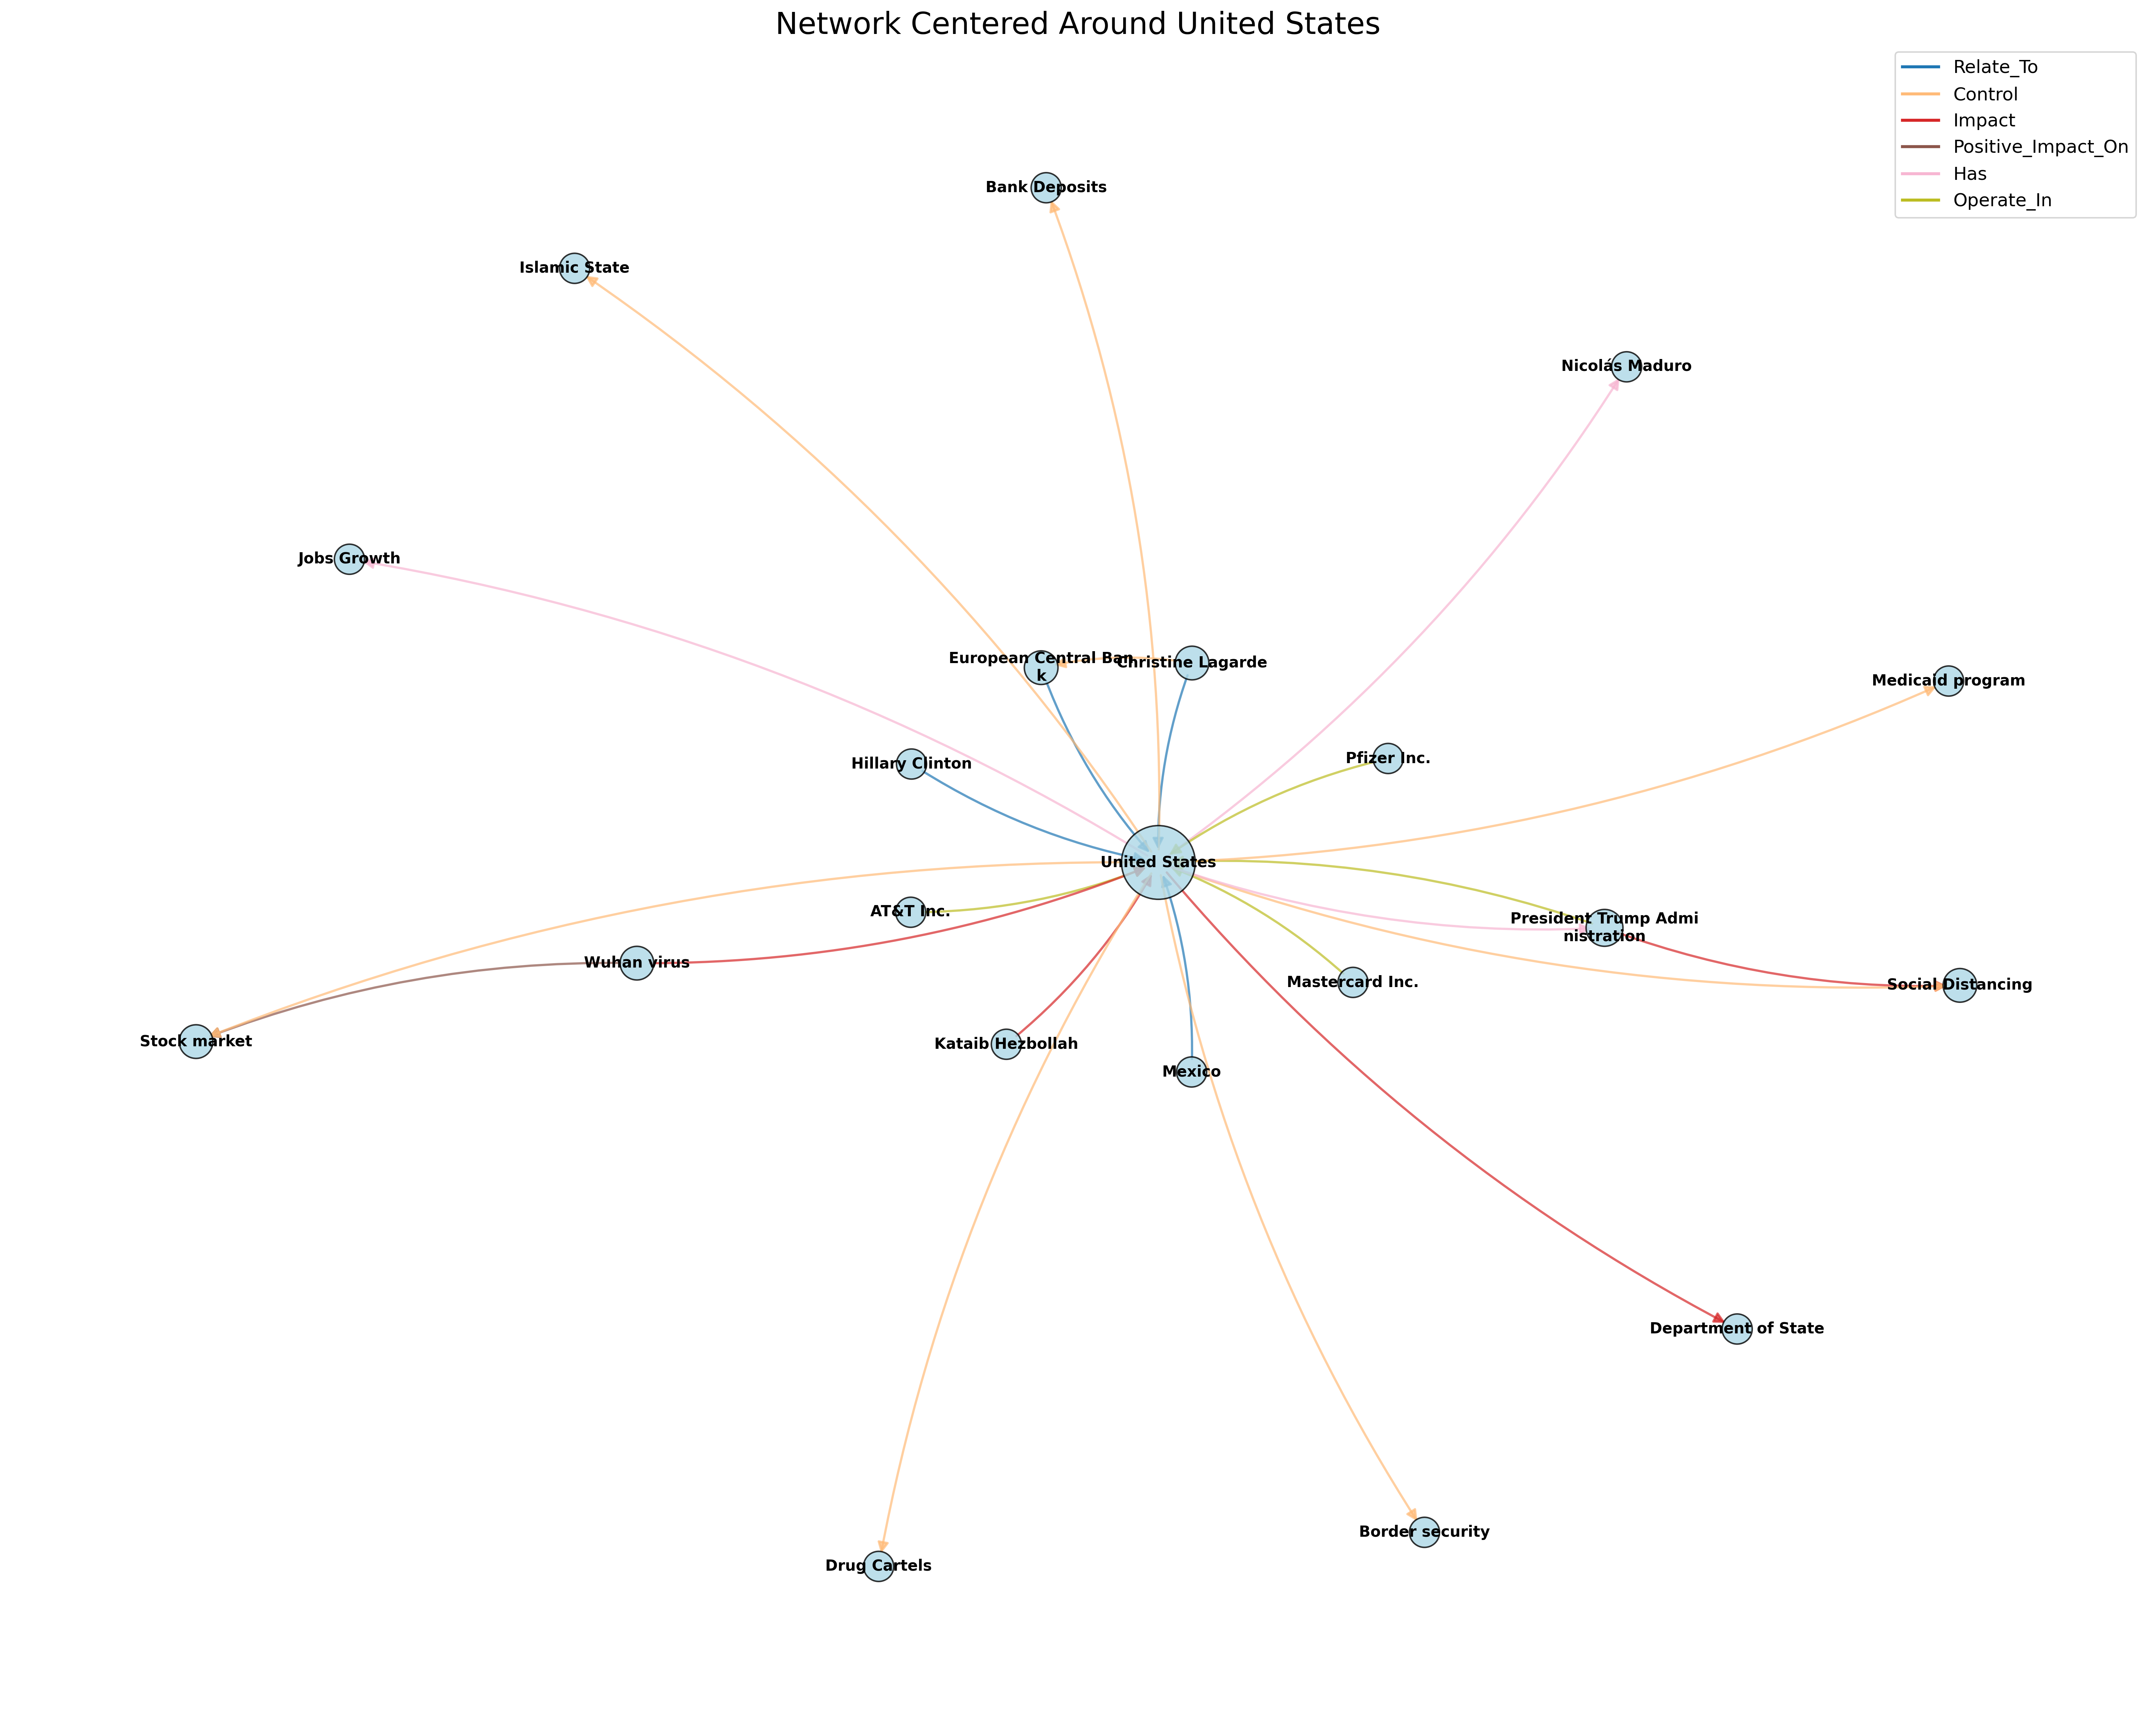 Network Centered Around United States
Relate_To
Control
Impact
Positive_Impact_On
Has
Operate_In
Bank Deposits
Islamic State
Nicolás Maduro
Jobs Growth
European Central Ban
k
Christine Lagarde
Medicaid program
Hillary Clinton
Pfizer Inc.
United States
AT&T Inc.
President Trump Admi
nistration
Wuhan virus
Mastercard Inc.
Social Distancing
Stock market
Kataib Hezbollah
Mexico
Department of State
Border security
Drug Cartels